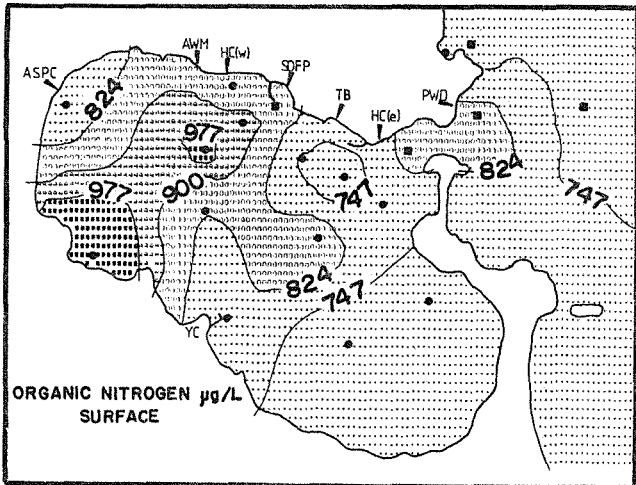 AWM
HC(w)
ASPC
SDFP
824
TB
PWD
HC(e)
977
824
977
900
747
747
824
747
YC
ORGANIC NITROGEN µg/L
SURFACE